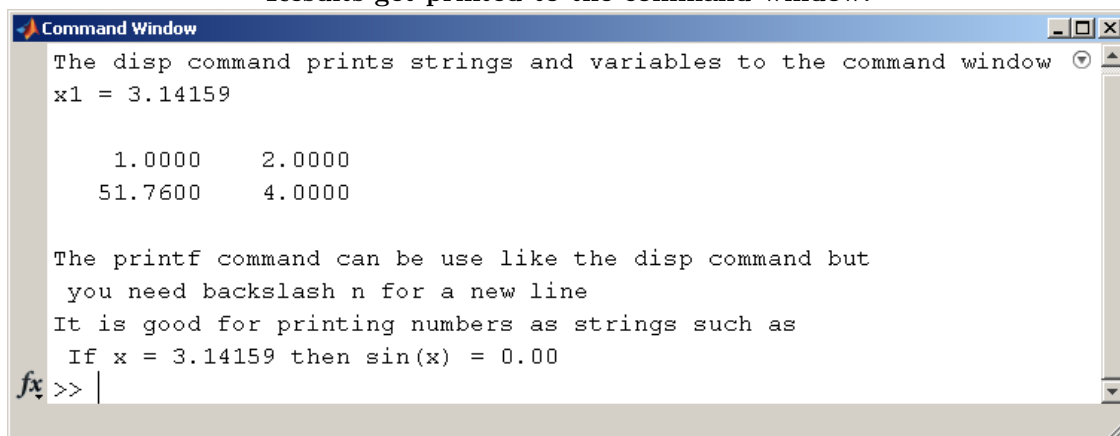 Results get printed to the command window.
Command Window
The disp command prints strings and variables to the command window
x1 = 3.14159
1.0000 2.0000
51.7600 4.0000
The printf command can be use like the disp command but
you need backslash n for a new line
It is good for printing numbers as strings such as
If x = 3.14159 then sin(x) = 0.00
fx >>